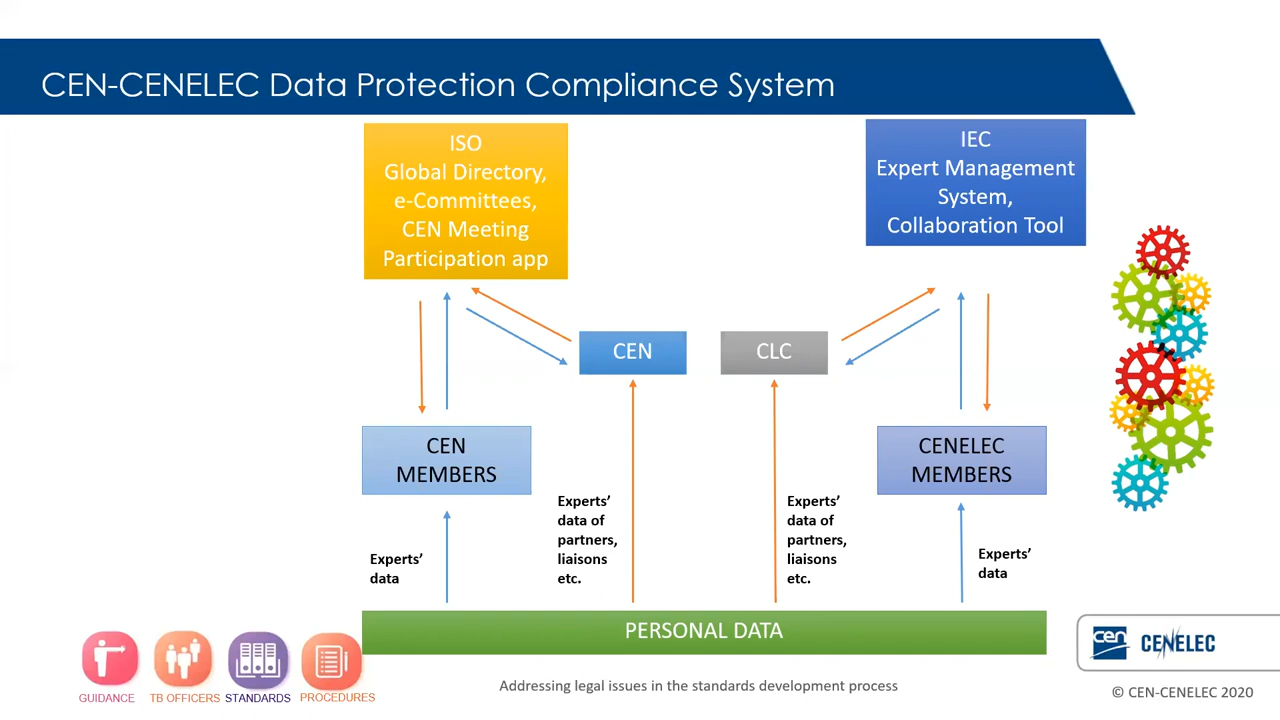 CEN-CENELEC Data Protection Compliance System
ISO
Global Directory,
e-Committees,
CEN Meeting
Participation app
IEC
Expert Management
System,
Collaboration Tool
CEN
CLC
CEN
MEMBERS
CENELEC
MEMBERS
Experts’
data
Experts’
data of
partners,
liaisons
etc.
Experts’
data of
partners,
liaisons
etc.
Experts’
data
PERSONAL DATA
GUIDANCE
TB OFFICERS
STANDARDS
PROCEDURES
Addressing legal issues in the standards development process
cen
CENELEC
© CEN-CENELEC 2020